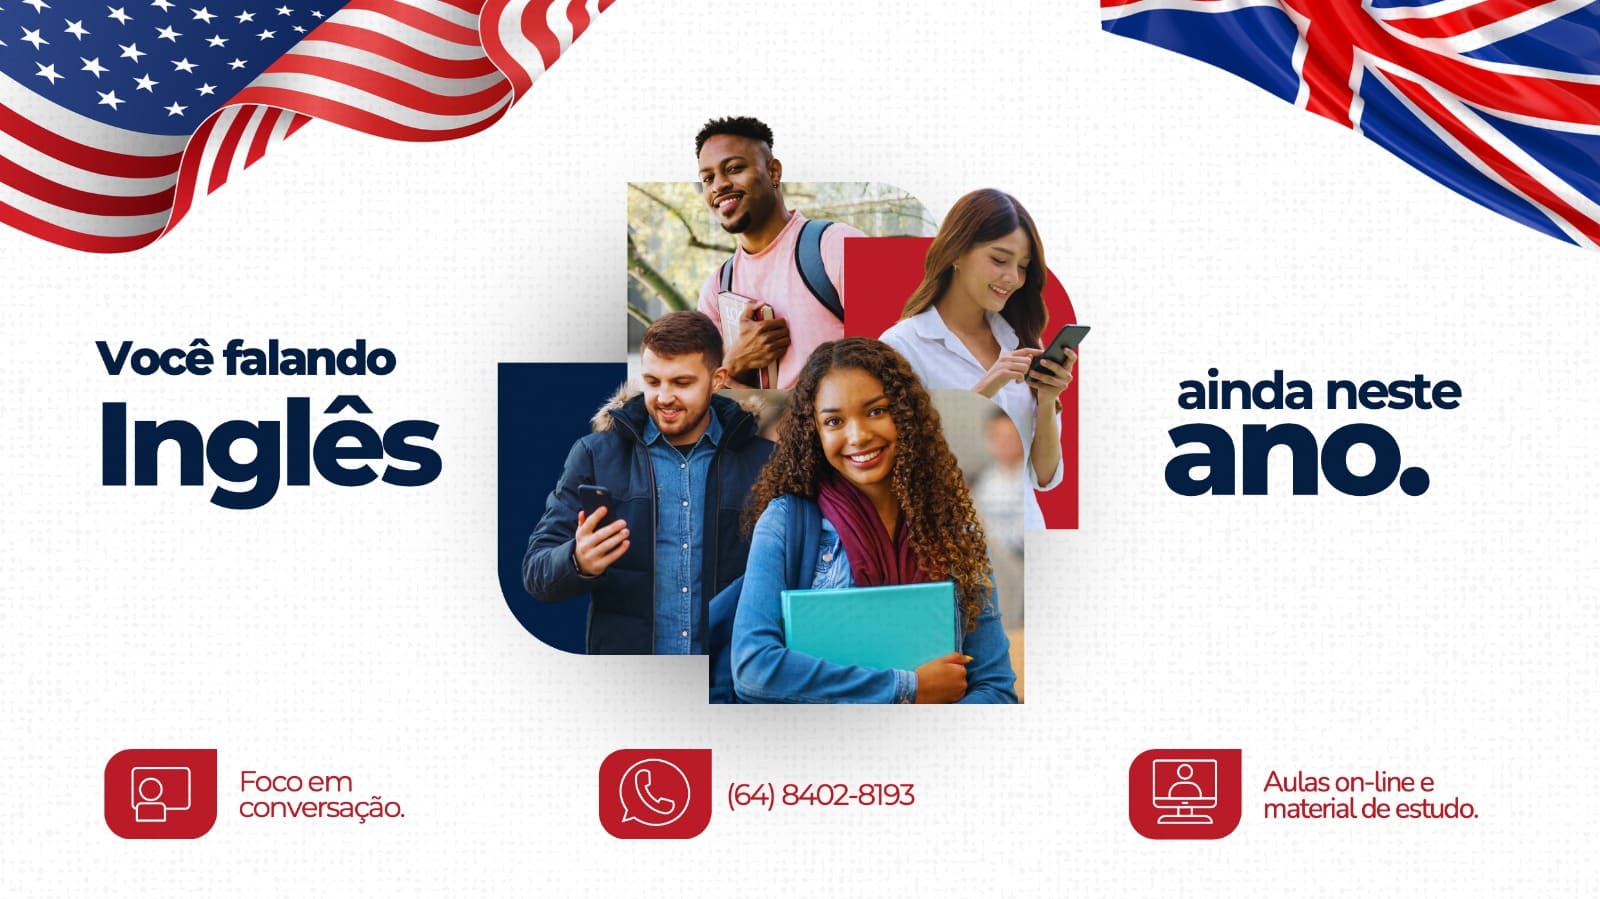 Você falando
Inglês
ainda neste
ano.
Foco em
conversação.
(64) 8402-8193
Aulas on-line e
material de estudo.